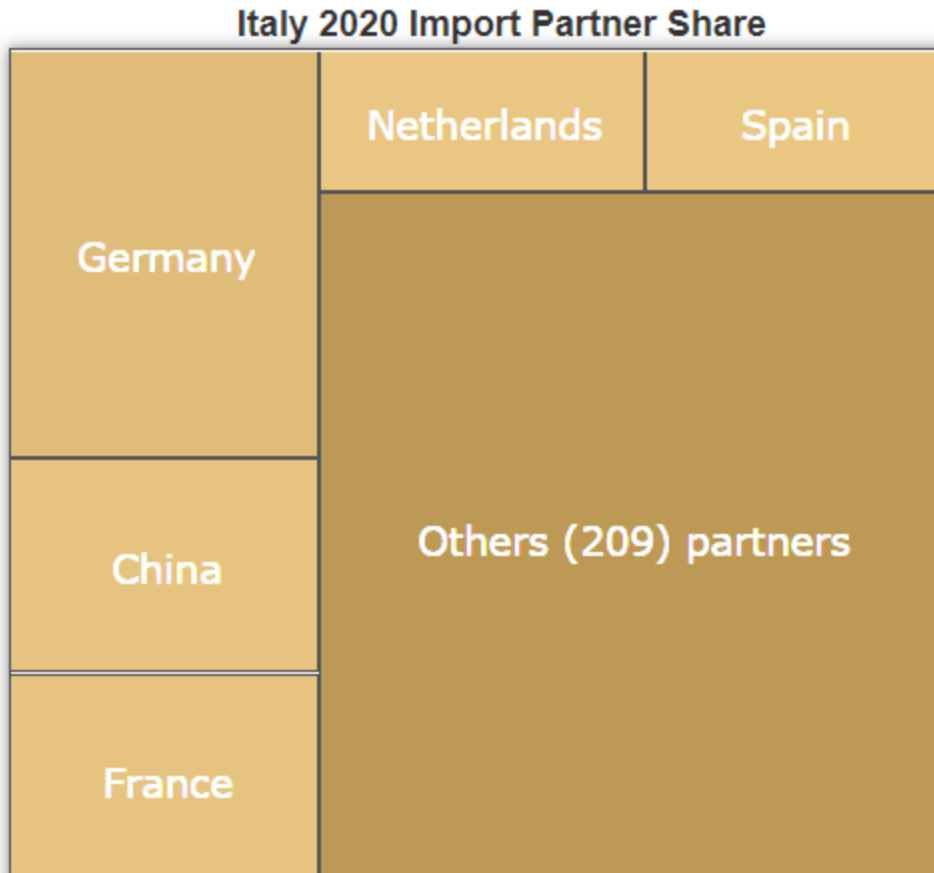 Italy 2020 Import Partner Share
Netherlands
Spain
Germany
Others (209) partners
China
France